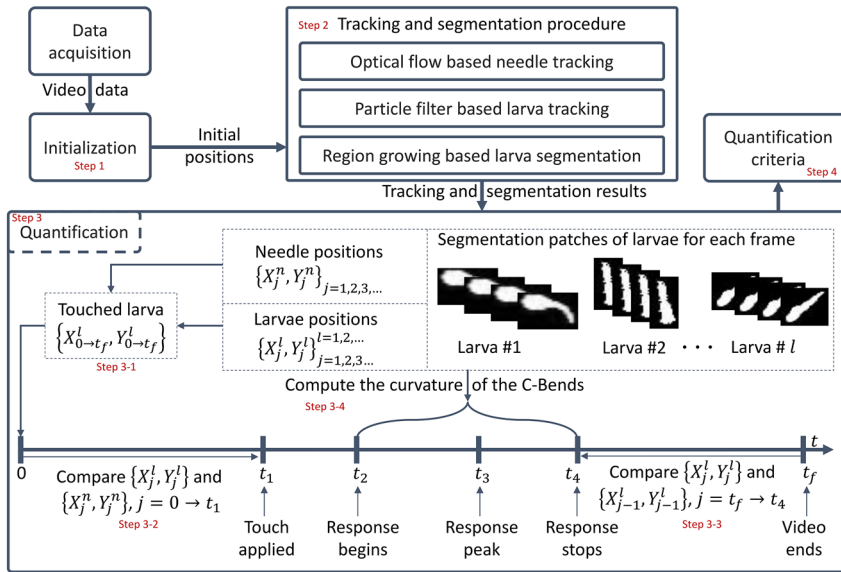 Data
acquisition
Video data
Initialization
Step 1
Initial
positions
Step 2 Tracking and segmentation procedure
Optical flow based needle tracking
Particle filter based larva tracking
Region growing based larva segmentation
Tracking and segmentation results
Quantification
criteria
Step 4
Step 3
Quantification
Needle positions
{X_j^n, Y_j^n}_{j=1,2,3,...}
Larvae positions
{X_j^l, Y_j^l}_{j=1,2,3...}^{l=1,2,...}
Touched larva
{X_{0→t_f}^l, Y_{0→t_f}^l}
Step 3-1
Segmentation patches of larvae for each frame
Larva #1
Larva #2
· · ·
Larva # l
Compute the curvature of the C-Bends
Step 3-4
0
t_1
t_2
t_3
t_4
t_f
t
Compare {X_j^l, Y_j^l} and
{X_j^n, Y_j^n}, j = 0 → t_1
Step 3-2
Compare {X_j^l, Y_j^l} and
{X_{j-1}^l, Y_{j-1}^l}, j = t_f → t_4
Step 3-3
Touch
applied
Response
begins
Response
peak
Response
stops
Video
ends